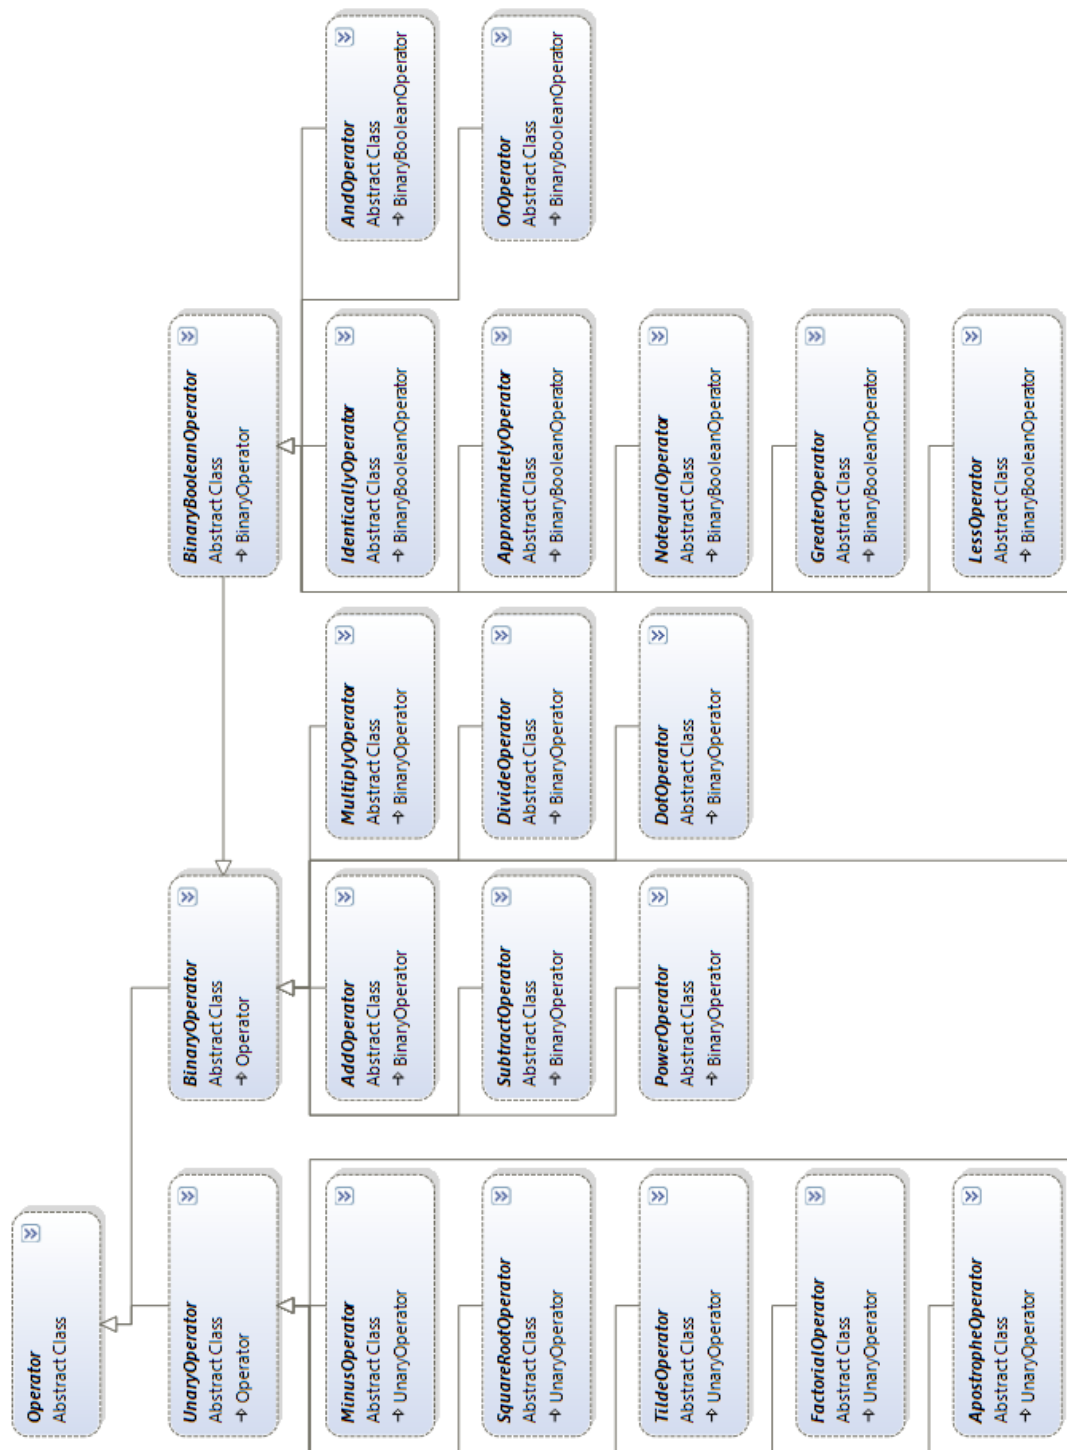 Operator
Abstract Class
UnaryOperator
Abstract Class
Operator
BinaryOperator
Abstract Class
Operator
BinaryBooleanOperator
Abstract Class
BinaryOperator
MinusOperator
Abstract Class
UnaryOperator
AddOperator
Abstract Class
BinaryOperator
MultiplyOperator
Abstract Class
BinaryOperator
IdenticallyOperator
Abstract Class
BinaryBooleanOperator
AndOperator
Abstract Class
BinaryBooleanOperator
SquareRootOperator
Abstract Class
UnaryOperator
SubtractOperator
Abstract Class
BinaryOperator
DivideOperator
Abstract Class
BinaryOperator
ApproximatelyOperator
Abstract Class
BinaryBooleanOperator
OrOperator
Abstract Class
BinaryBooleanOperator
TildeOperator
Abstract Class
UnaryOperator
PowerOperator
Abstract Class
BinaryOperator
DotOperator
Abstract Class
BinaryOperator
NotequalOperator
Abstract Class
BinaryBooleanOperator
FactorialOperator
Abstract Class
UnaryOperator
GreaterOperator
Abstract Class
BinaryBooleanOperator
ApostropheOperator
Abstract Class
UnaryOperator
LessOperator
Abstract Class
BinaryBooleanOperator